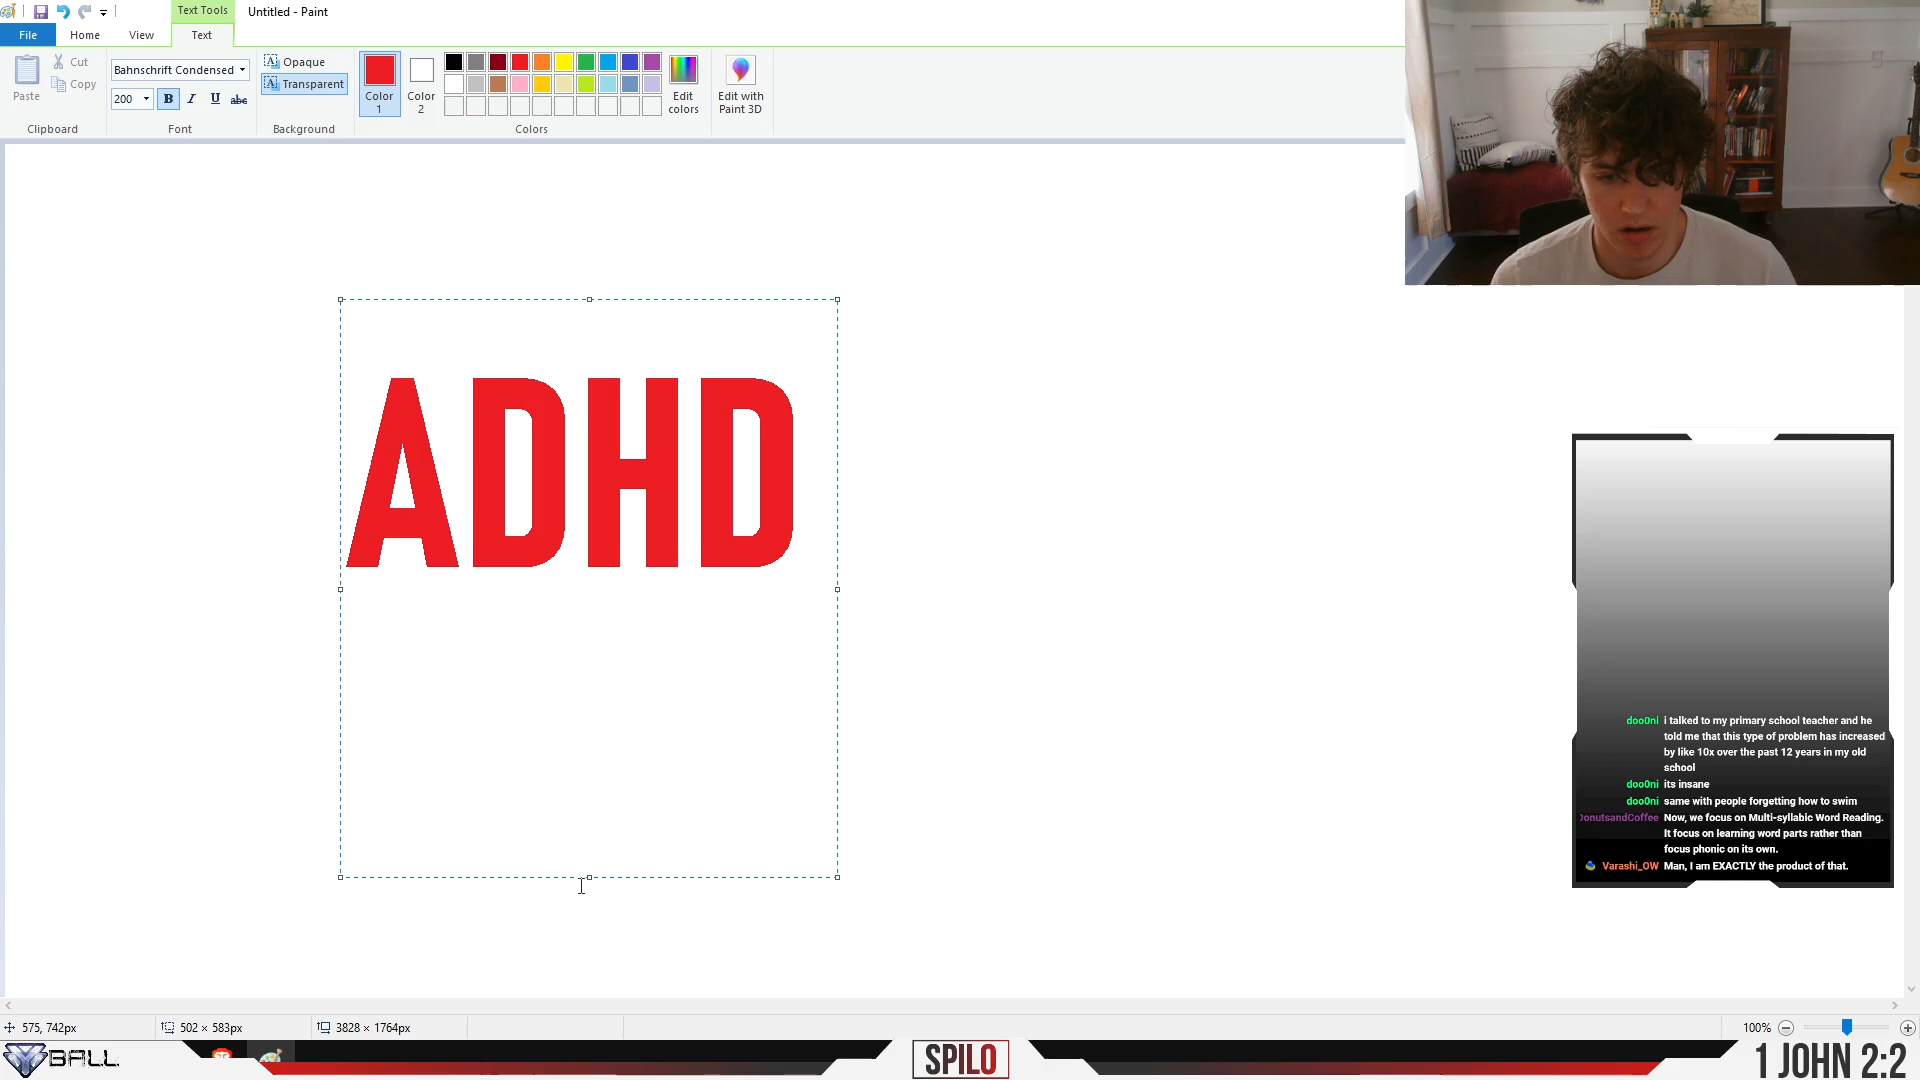 Text Tools
Untitled - Paint
File
Home
View
Text
Paste
Cut
Copy
Clipboard
Bahnschrift Condensed
200
B
I
U
abc
Font
Opaque
Transparent
Background
Color
1
Color
2
Colors
Edit
colors
Edit with
Paint 3D
ADHD
doo0ni i talked to my primary school teacher and he
told me that this type of problem has increased
by like 10x over the past 12 years in my old
school
doo0ni its insane
doo0ni same with people forgetting how to swim
DonutsandCoffee Now, we focus on Multi-syllabic Word Reading.
It focus on learning word parts rather than
focus phonic on its own.
Varashi_OW Man, I am EXACTLY the product of that.
575, 742px
502 × 583px
3828 × 1764px
100%
BALL
SPILO
1 JOHN 2:2